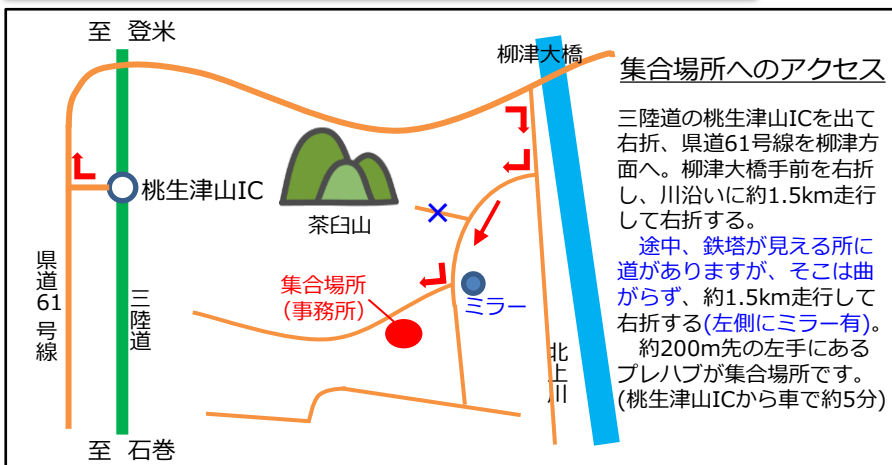 至 登米
柳津大橋
桃生津山IC
茶臼山
県道61号線
三陸道
集合場所
(事務所)
ミラー
北上川
至 石巻
集合場所へのアクセス
三陸道の桃生津山ICを出て
右折、県道61号線を柳津方
面へ。柳津大橋手前を右折
し、川沿いに約1.5km走行
して右折する。
途中、鉄塔が見える所に
道がありますが、そこは曲
がらず、約1.5km走行して
右折する(左側にミラー有)。
約200m先の左手にある
プレハブが集合場所です。
(桃生津山ICから車で約5分)